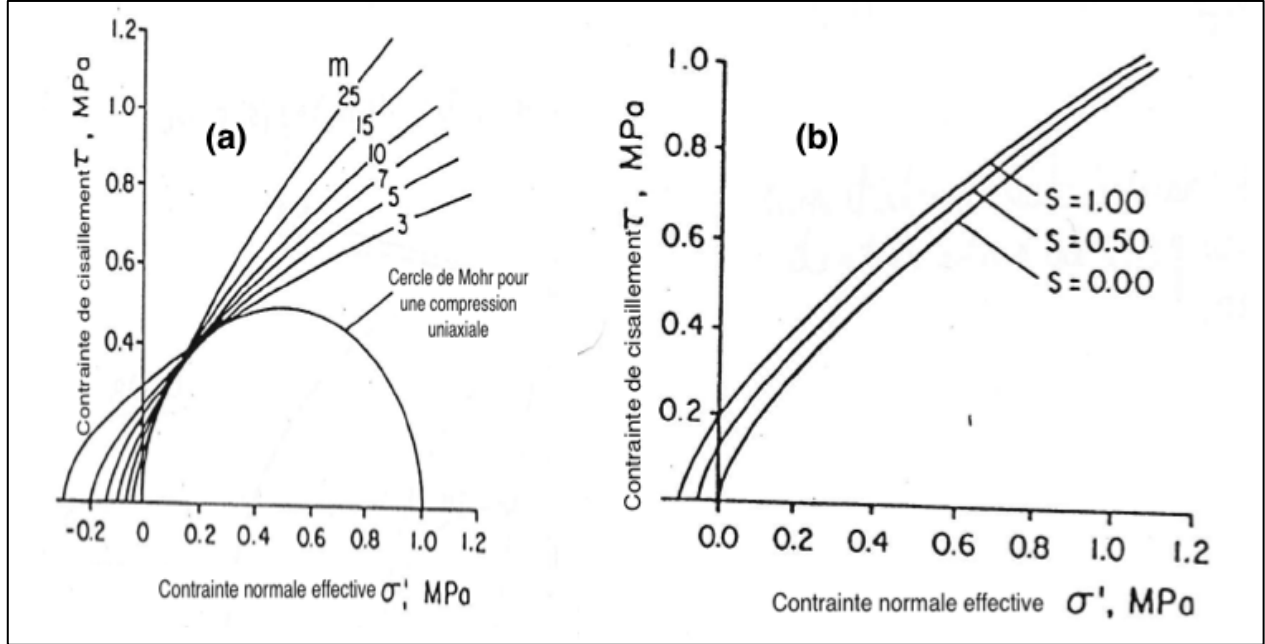 (a)
Contrainte de cisaillement τ, MPa
1.2
1.0
0.8
0.6
0.4
m
25
15
10
7
5
3
Cercle de Mohr pour
une compression
uniaxiale
-0.2 0 0.2 0.4 0.6 0.8 1.0 1.2
Contrainte normale effective σ', MPa
(b)
Contrainte de cisaillement τ, MPa
1.0
0.8
0.6
0.4
0.2
S = 1.00
S = 0.50
S = 0.00
0.0 0.2 0.4 0.6 0.8 1.0 1.2
Contrainte normale effective σ', MPa